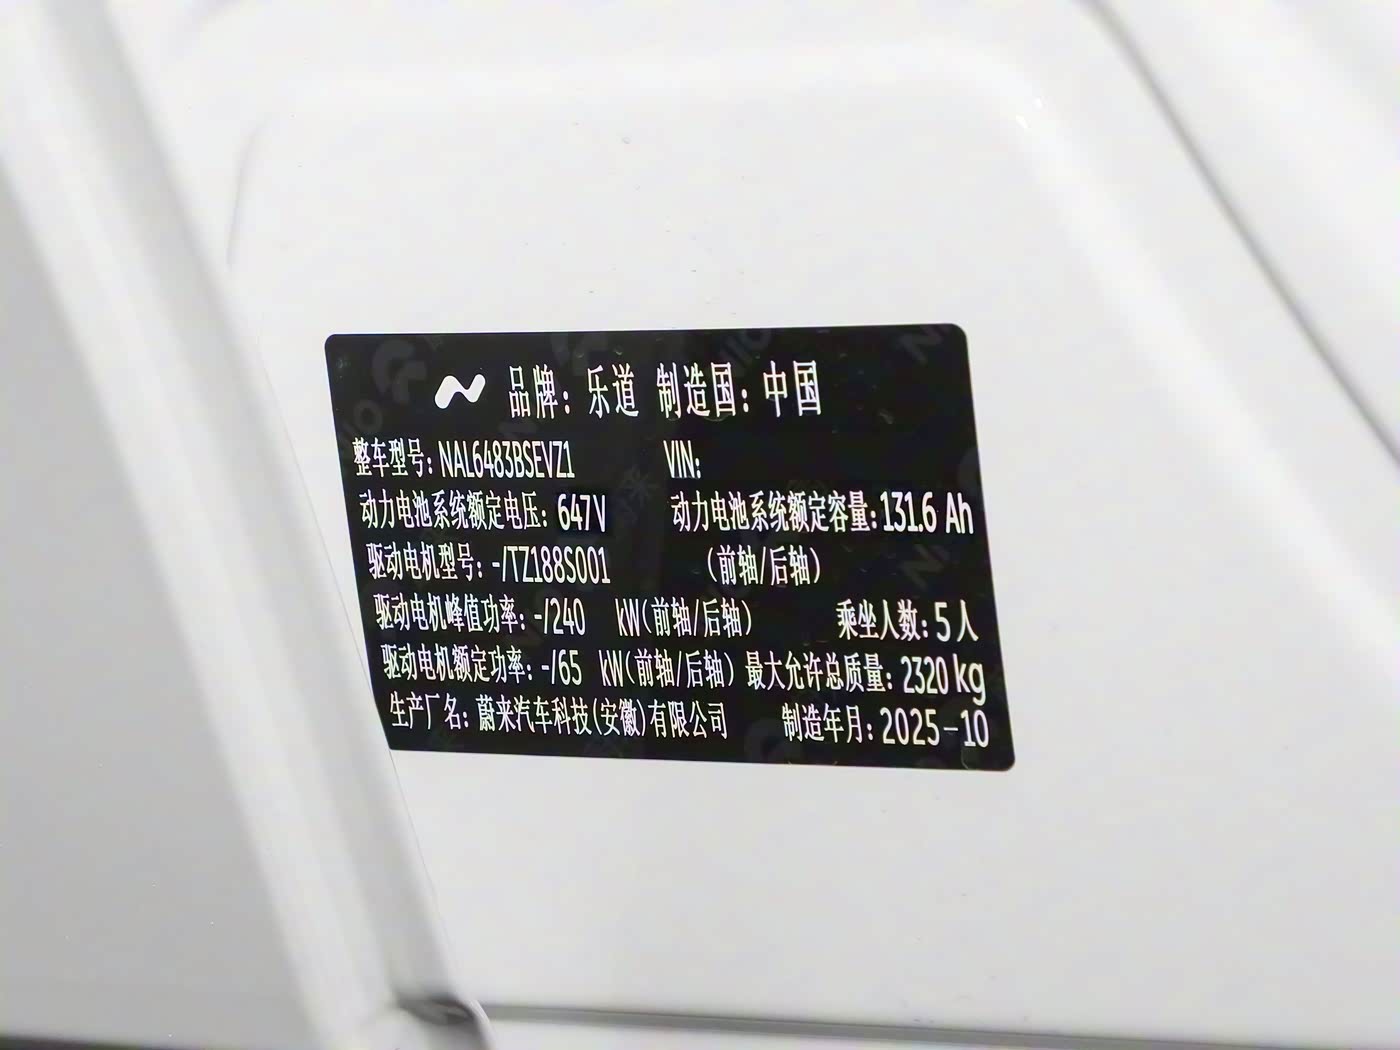 品牌：乐道 制造国：中国
整车型号：NAL6483BSEVZ1 VIN：
动力电池系统额定电压：647V 动力电池系统额定容量：131.6 Ah
驱动电机型号：-/TZ188S001 （前轴/后轴）
驱动电机峰值功率：-/240 kW（前轴/后轴） 乘坐人数：5人
驱动电机额定功率：-/65 kW（前轴/后轴） 最大允许总质量：2320 kg
生产厂名：蔚来汽车科技（安徽）有限公司 制造年月：2025-10